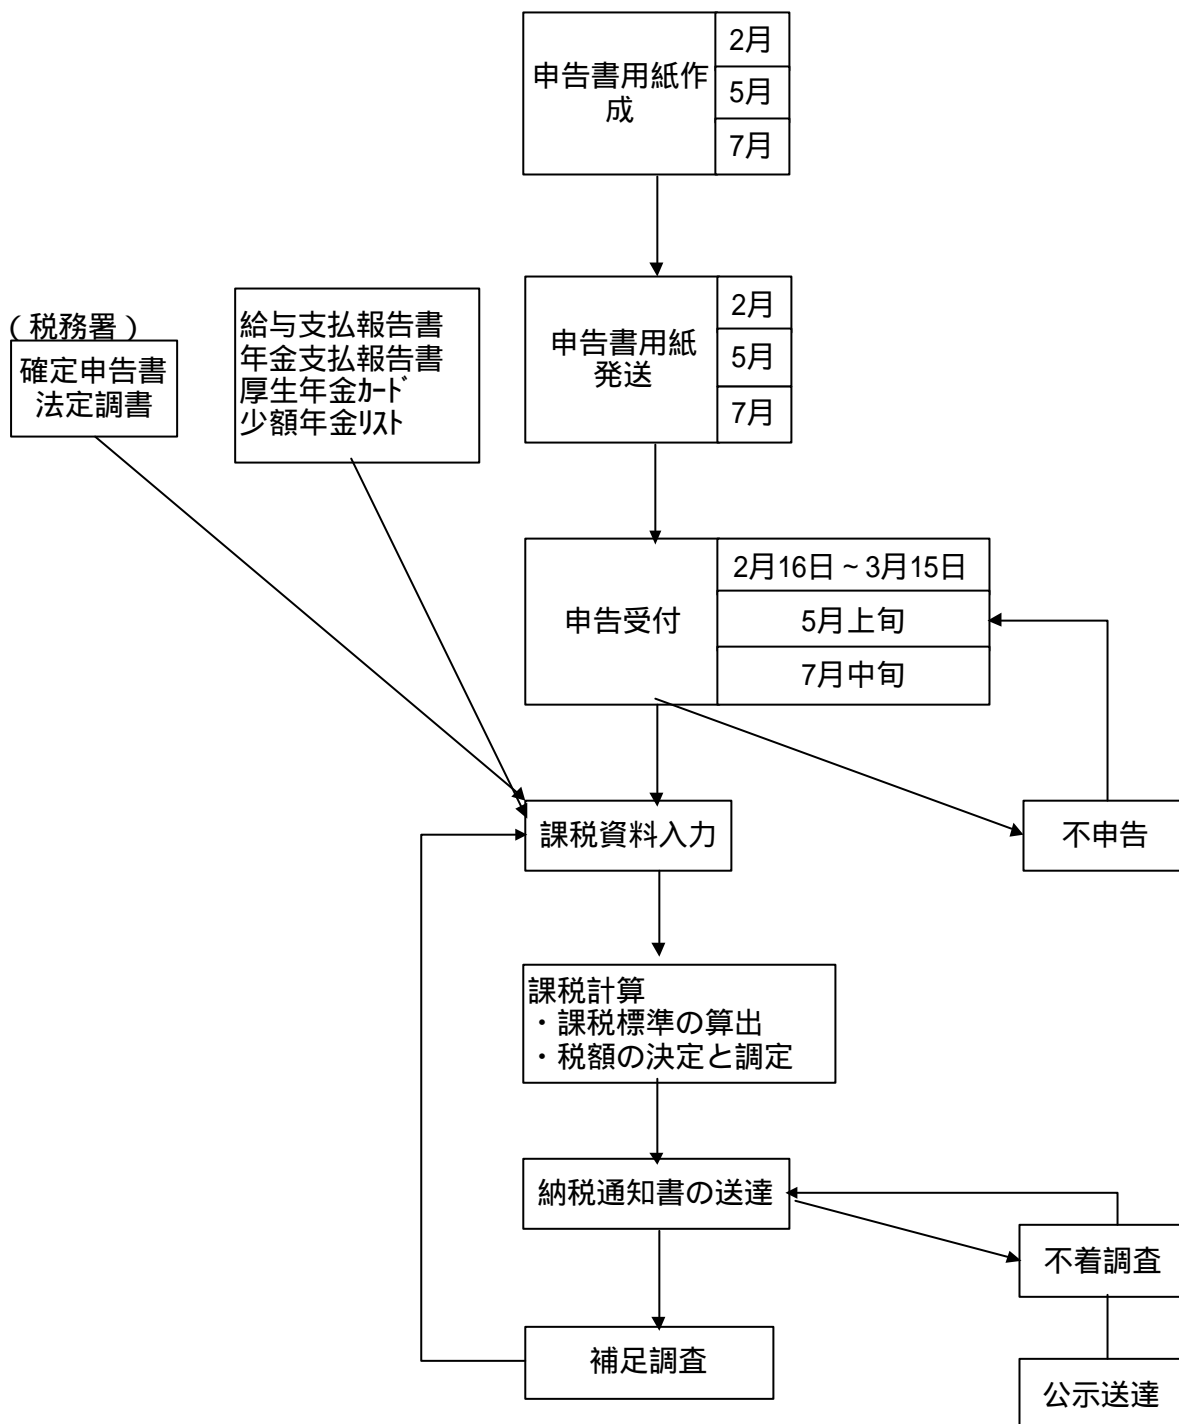 申告書用紙作
成
2月
5月
7月
申告書用紙
発送
2月
5月
7月
(税務署)
確定申告書
法定調書
給与支払報告書
年金支払報告書
厚生年金ｶｰﾄﾞ
少額年金ﾘｽﾄ
申告受付
2月16日~3月15日
5月上旬
7月中旬
課税資料入力
不申告
課税計算
・課税標準の算出
・税額の決定と調定
納税通知書の送達
不着調査
補足調査
公示送達